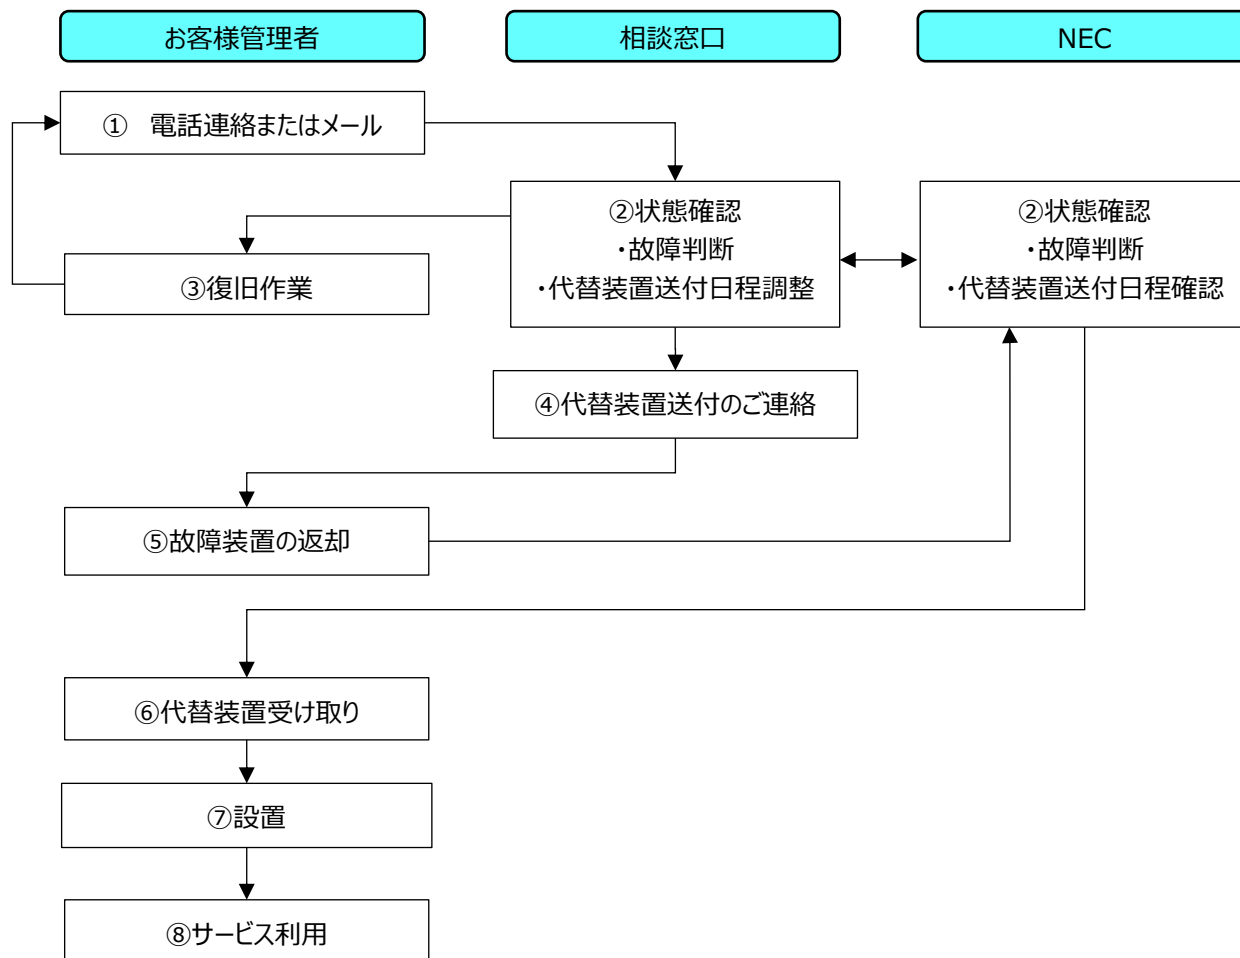 お客様管理者
相談窓口
NEC
①　電話連絡またはメール
②状態確認
・故障判断
・代替装置送付日程調整
②状態確認
・故障判断
・代替装置送付日程確認
③復旧作業
④代替装置送付のご連絡
⑤故障装置の返却
⑥代替装置受け取り
⑦設置
⑧サービス利用